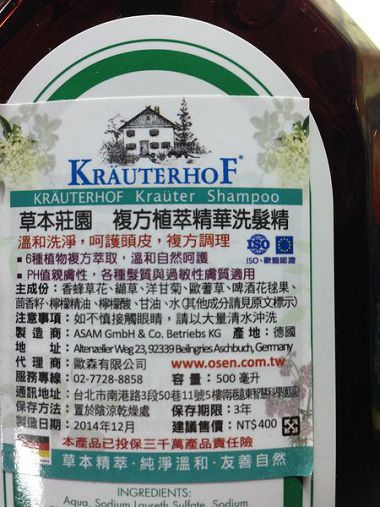 KRÄUTERHOF®
KRÄUTERHOF Kraüter Shampoo
草本莊園 複方植萃精華洗髮精
溫和洗淨,呵護頭皮,複方調理
ISO
■ 6種植物複方萃取,溫和自然呵護
ISO、歐盟認證
■ PH值親膚性,各種髮質與過敏性膚質適用
主成份:香蜂草花、纈草、洋甘菊、歐蓍草、啤酒花毬果、
茴香籽、檸檬精油、檸檬酸、甘油、水(其他成分請見原文標示)
注意事項:如不慎接觸眼睛,請以大量清水沖洗
製造商:ASAM GmbH & Co. Betriebs KG 產地:德國
地址:Altenzeller Weg 23, 92339 Beilngries Aschbuch, Germany
代理商:歐森有限公司 www.osen.com.tw
服務專線:02-7728-8858 容量:500 毫升
通訊地址:台北市南港路3段50巷11號5樓
保存方法:置於陰涼乾燥處 保存期限:3年
製造日期:2014年12月 建議售價:NT$400
本產品已投保三千萬產品責任險
草本精萃·純淨溫和·友善自然
INGREDIENTS:
Aqua, Sodium Laureth Sulfate, Sodium